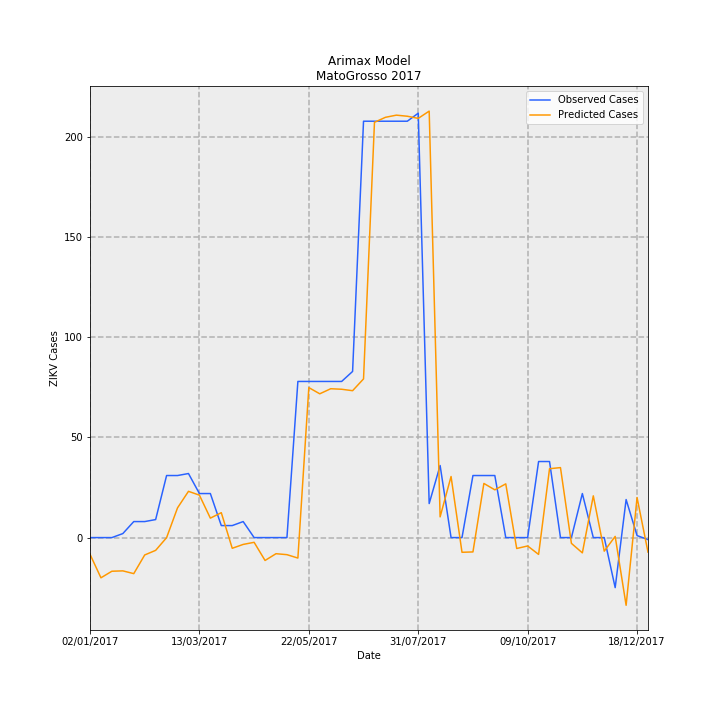 Arimax Model
MatoGrosso 2017
Observed Cases
Predicted Cases
200
150
100
50
0
ZIKV Cases
02/01/2017 13/03/2017 22/05/2017 31/07/2017 09/10/2017 18/12/2017
Date